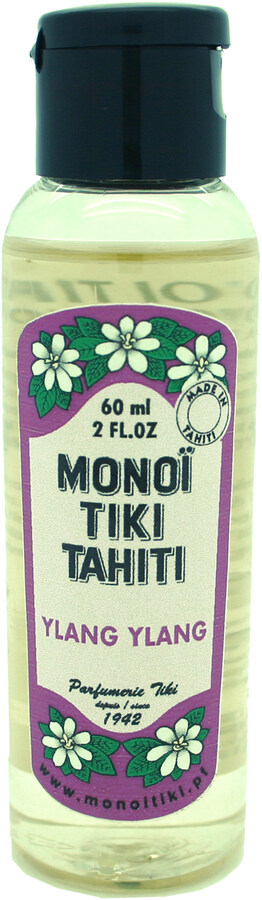 60 ml
2 FL.OZ
MADE IN
TAHITI
MONOÏ
TIKI
TAHITI
YLANG YLANG
Parfumerie Tiki
depuis / since
1942
www.monoitiki.pf